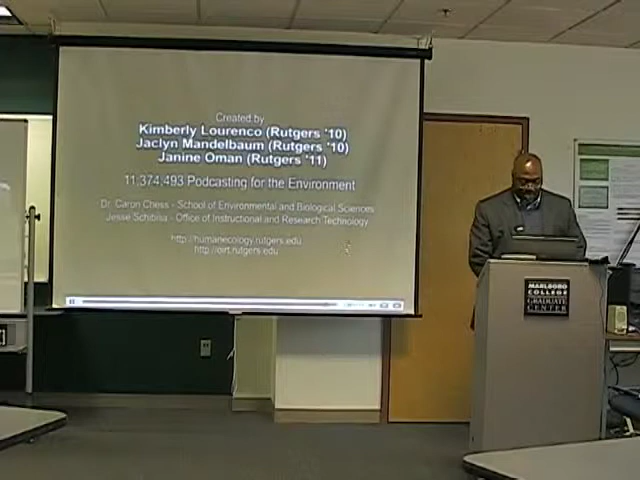 Created by
Kimberly Lourenco (Rutgers '10)
Jaclyn Mandelbaum (Rutgers '10)
Janine Oman (Rutgers '11)
11:374:493 Podcasting for the Environment
Dr. Caron Chess - School of Environmental and Biological Sciences
Jesse Schibilia - Office of Instructional and Research Technology
http://humanecology.rutgers.edu
http://oirt.rutgers.edu
MARLBORO
COLLEGE
GRADUATE
CENTER